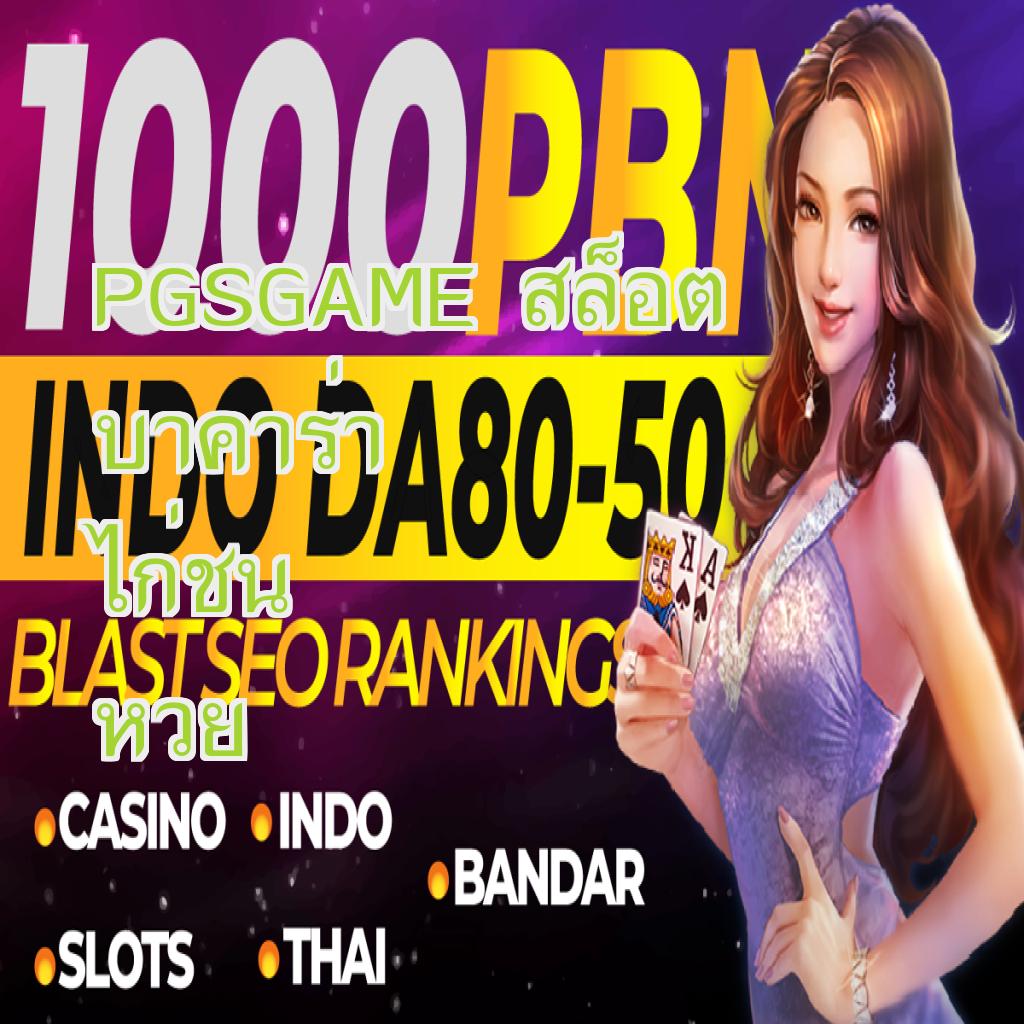 1000PBN
PGSGAME สล็อต
INDO DA80-50
บาคาร่า
ไก่ชน
BLAST SEO RANKINGS
หวย
CASINO
INDO
BANDAR
SLOTS
THAI
K A